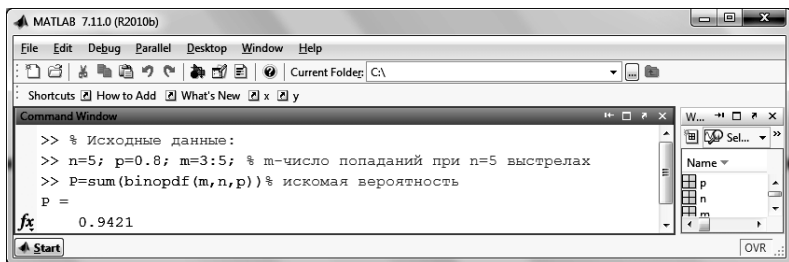 MATLAB 7.11.0 (R2010b)
File Edit Debug Parallel Desktop Window Help
Current Folder: C:\
Shortcuts How to Add What's New x y
Command Window
>> % Исходные данные:
>> n=5; p=0.8; m=3:5; % m-число попаданий при n=5 выстрелах
>> P=sum(binopdf(m,n,p))% искомая вероятность
P =
0.9421
fx
W...
Sel...
Name
p
n
m
Start
OVR